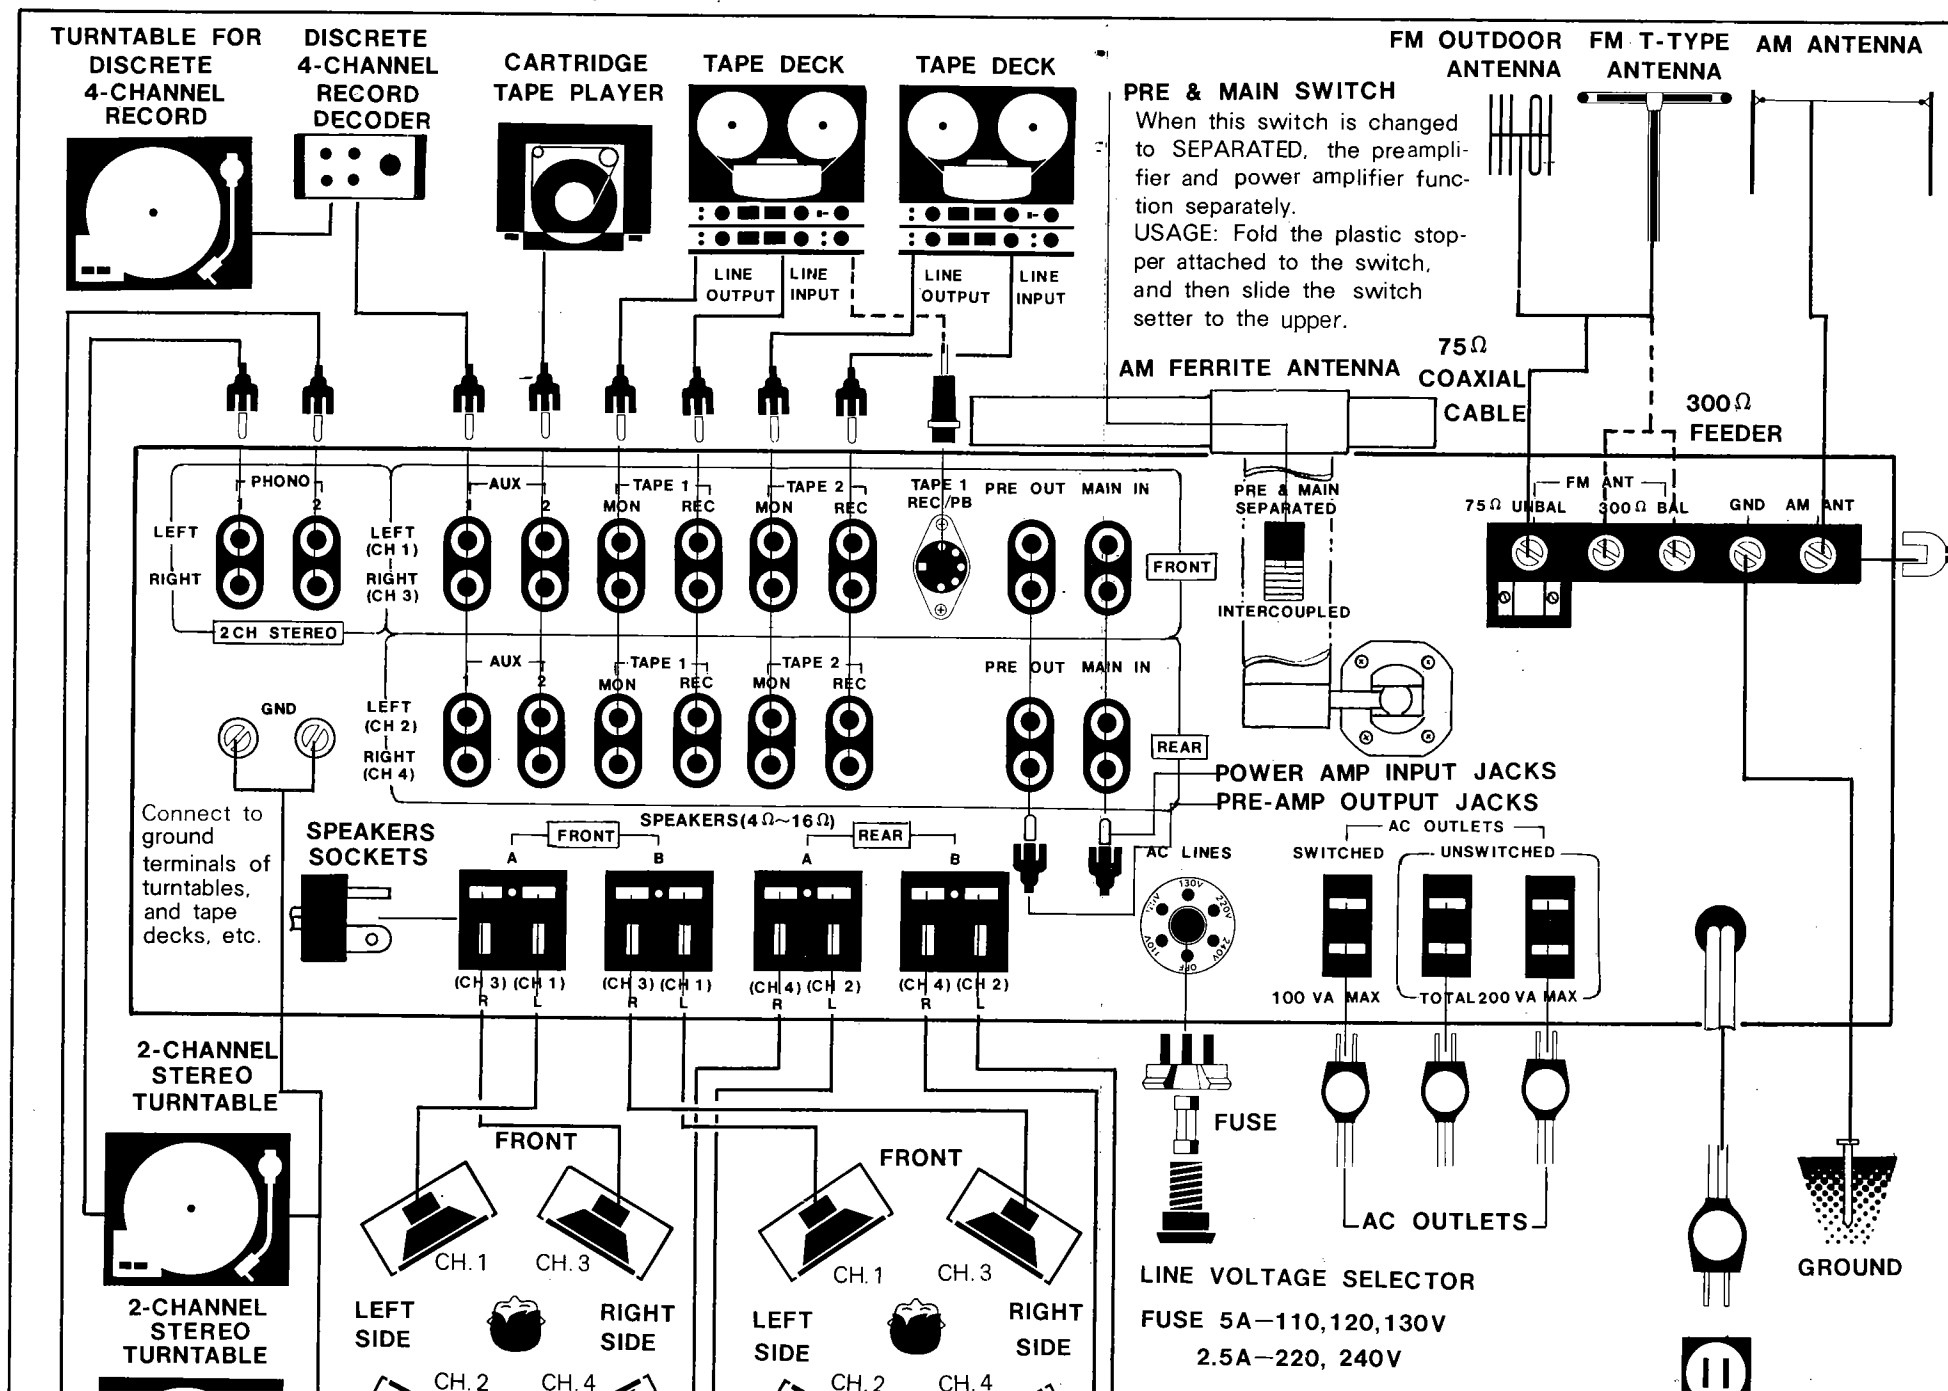 TURNTABLE FOR
DISCRETE
4-CHANNEL
RECORD
DISCRETE
4-CHANNEL
RECORD
DECODER
CARTRIDGE
TAPE PLAYER
TAPE DECK
TAPE DECK
FM OUTDOOR
ANTENNA
FM T-TYPE
ANTENNA
AM ANTENNA
PRE & MAIN SWITCH
When this switch is changed
to SEPARATED, the preampli-
fier and power amplifier func-
tion separately.
USAGE: Fold the plastic stop-
per attached to the switch,
and then slide the switch
setter to the upper.
LINE
OUTPUT
LINE
INPUT
LINE
OUTPUT
LINE
INPUT
AM FERRITE ANTENNA
75Ω
COAXIAL
CABLE
300Ω
FEEDER
PHONO
1 2
LEFT
RIGHT
2CH STEREO
LEFT
(CH 1)
RIGHT
(CH 3)
AUX
1 2
TAPE 1
MON REC
TAPE 2
MON REC
TAPE 1
REC/PB
PRE OUT MAIN IN
FRONT
PRE & MAIN
SEPARATED
INTERCOUPLED
FM ANT
75Ω UNBAL 300Ω BAL GND AM ANT
GND
LEFT
(CH 2)
RIGHT
(CH 4)
AUX
1 2
TAPE 1
MON REC
TAPE 2
MON REC
PRE OUT MAIN IN
REAR
POWER AMP INPUT JACKS
PRE-AMP OUTPUT JACKS
Connect to
ground
terminals of
turntables,
and tape
decks, etc.
SPEAKERS
SOCKETS
SPEAKERS(4Ω~16Ω)
FRONT
A B
REAR
A B
(CH 3) (CH 1)
R L
(CH 3) (CH 1)
R L
(CH 4) (CH 2)
R L
(CH 4) (CH 2)
R L
AC LINES
130V
220V
240V
OFF
110V
120V
AC OUTLETS
SWITCHED UNSWITCHED
100 VA MAX TOTAL 200 VA MAX
2-CHANNEL
STEREO
TURNTABLE
FRONT
CH. 1 CH. 3
LEFT
SIDE
RIGHT
SIDE
CH. 2 CH. 4
FRONT
CH. 1 CH. 3
LEFT
SIDE
RIGHT
SIDE
CH. 2 CH. 4
FUSE
AC OUTLETS
GROUND
LINE VOLTAGE SELECTOR
FUSE 5A—110,120,130V
2.5A—220, 240V
2-CHANNEL
STEREO
TURNTABLE